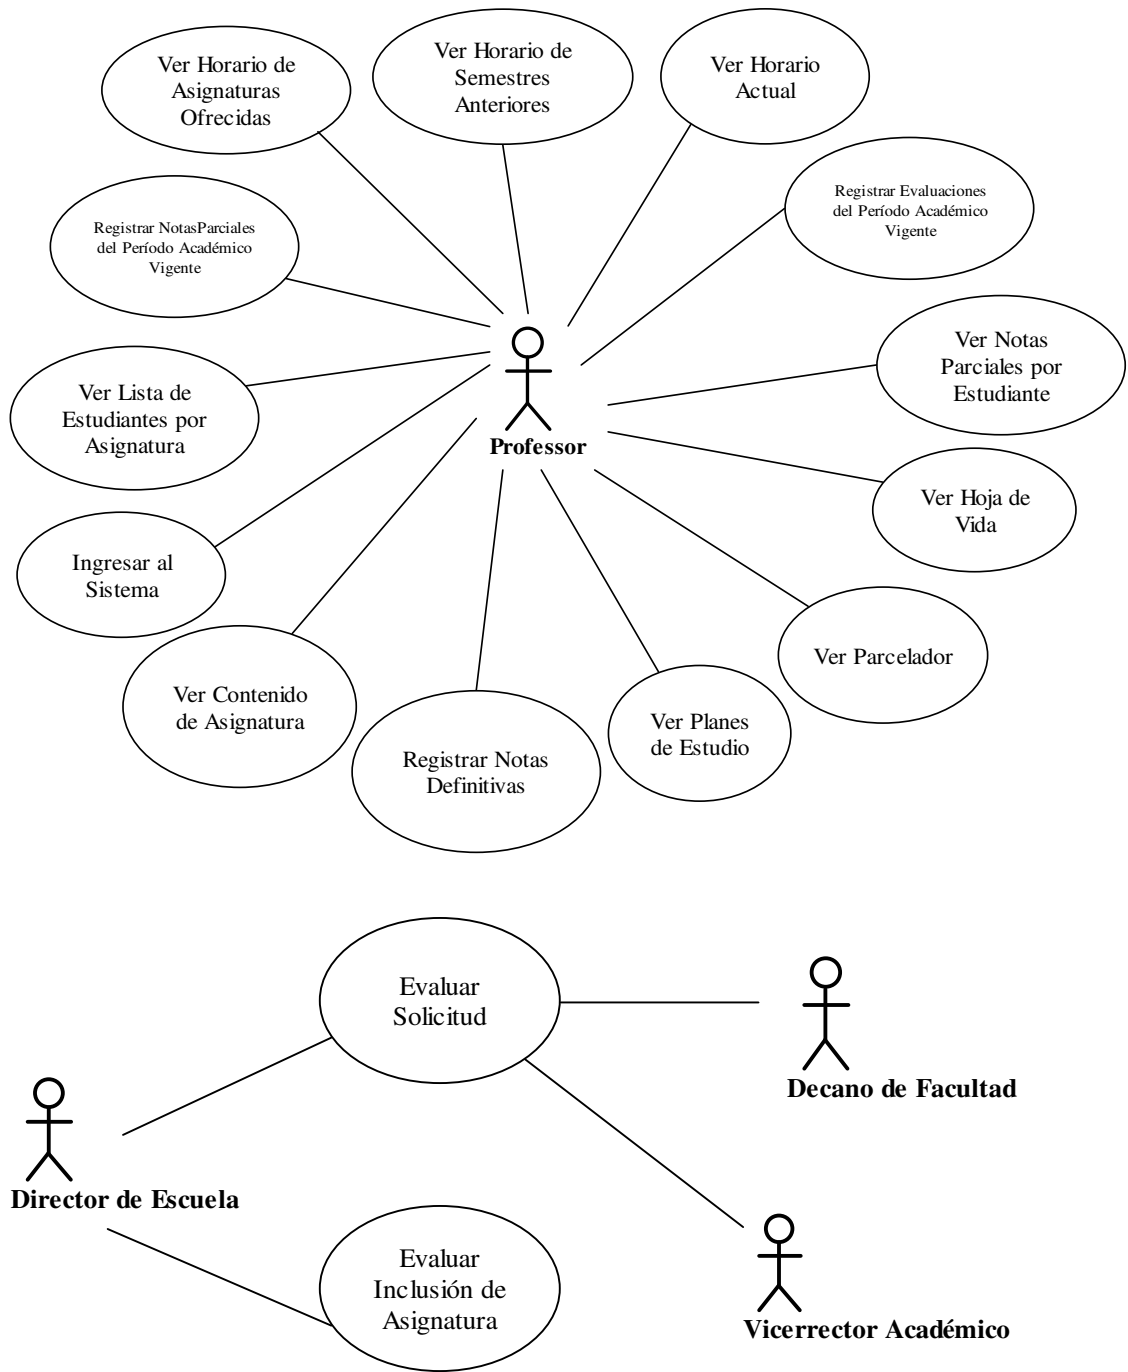 Ver Horario de
Asignaturas
Ofrecidas
Ver Horario de
Semestres
Anteriores
Ver Horario
Actual
Registrar NotasParciales
del Período Académico
Vigente
Registrar Evaluaciones
del Período Académico
Vigente
Ver Lista de
Estudiantes por
Asignatura
Professor
Ver Notas
Parciales por
Estudiante
Ver Hoja de
Vida
Ingresar al
Sistema
Ver Contenido
de Asignatura
Registrar Notas
Definitivas
Ver Planes
de Estudio
Ver Parcelador
Evaluar
Solicitud
Decano de Facultad
Director de Escuela
Evaluar
Inclusión de
Asignatura
Vicerrector Académico